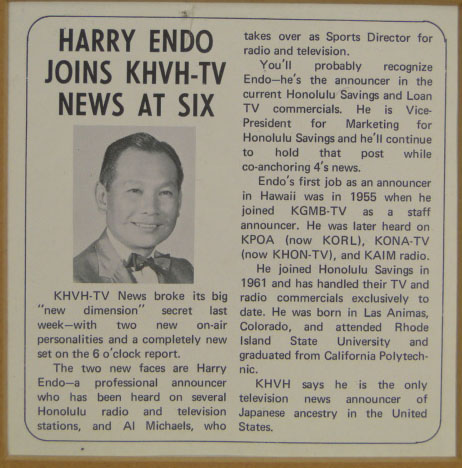 HARRY ENDO
JOINS KHVH-TV
NEWS AT SIX
KHVH-TV News broke its big
"new dimension" secret last
week—with two new on-air
personalities and a completely new
set on the 6 o'clock report.
The two new faces are Harry
Endo—a professional announcer
who has been heard on several
Honolulu radio and television
stations, and Al Michaels, who
takes over as Sports Director for
radio and television.
You'll probably recognize
Endo—he's the announcer in the
current Honolulu Savings and Loan
TV commercials. He is Vice-
President for Marketing for
Honolulu Savings and he'll continue
to hold that post while
co-anchoring 4's news.
Endo's first job as an announcer
in Hawaii was in 1955 when he
joined KGMB-TV as a staff
announcer. He was later heard on
KPOA (now KORL), KONA-TV
(now KHON-TV), and KAIM radio.
He joined Honolulu Savings in
1961 and has handled their TV and
radio commercials exclusively to
date. He was born in Las Animas,
Colorado, and attended Rhode
Island State University and
graduated from California Polytech-
nic.
KHVH says he is the only
television news announcer of
Japanese ancestry in the United
States.